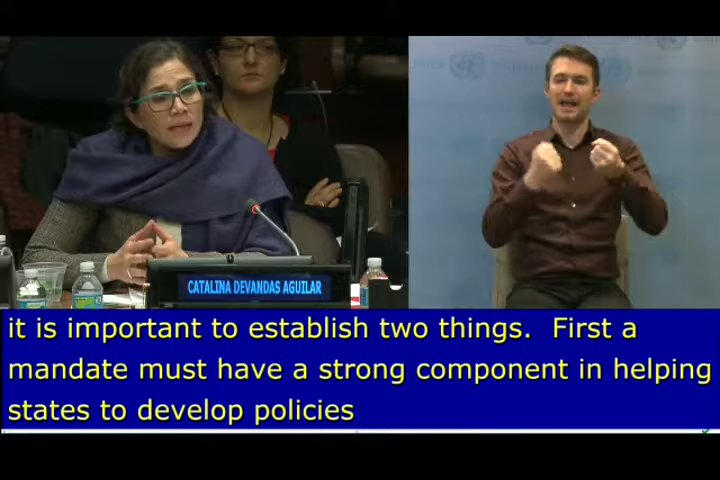 CATALINA DEVANDAS AGUILAR
it is important to establish two things.  First a
mandate must have a strong component in helping
states to develop policies